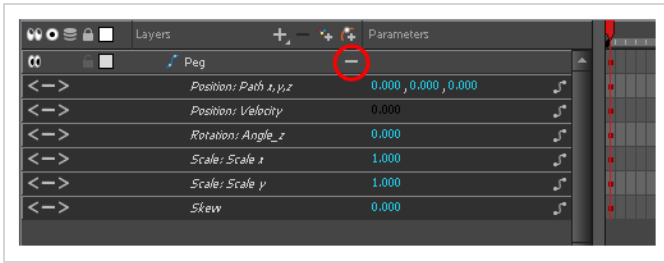 Layers Parameters
Peg
Position: Path x,y,z 0.000 , 0.000 , 0.000
Position: Velocity 0.000
Rotation: Angle_z 0.000
Scale: Scale x 1.000
Scale: Scale y 1.000
Skew 0.000